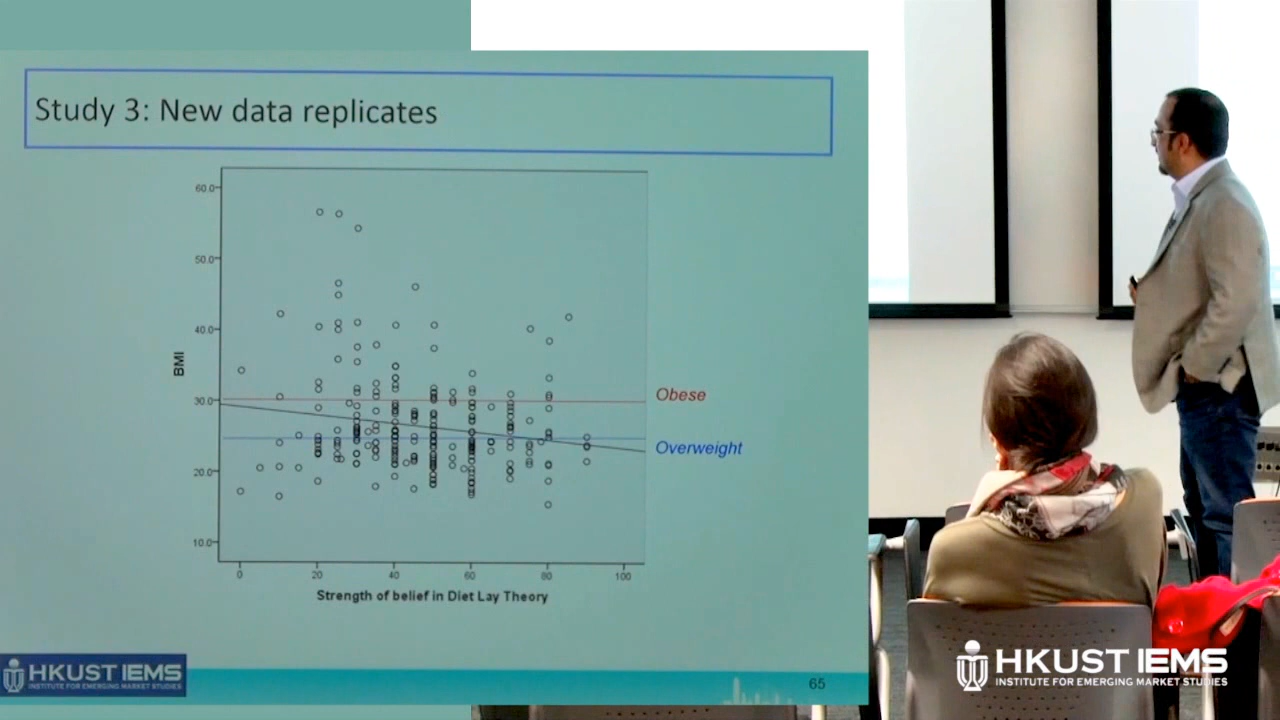 Study 3: New data replicates
60.0
50.0
40.0
30.0
20.0
10.0
BMI
Obese
Overweight
0
20
40
60
80
100
Strength of belief in Diet Lay Theory
HKUST IEMS
INSTITUTE FOR EMERGING MARKET STUDIES
65
HKUST IEMS
INSTITUTE FOR EMERGING MARKET STUDIES